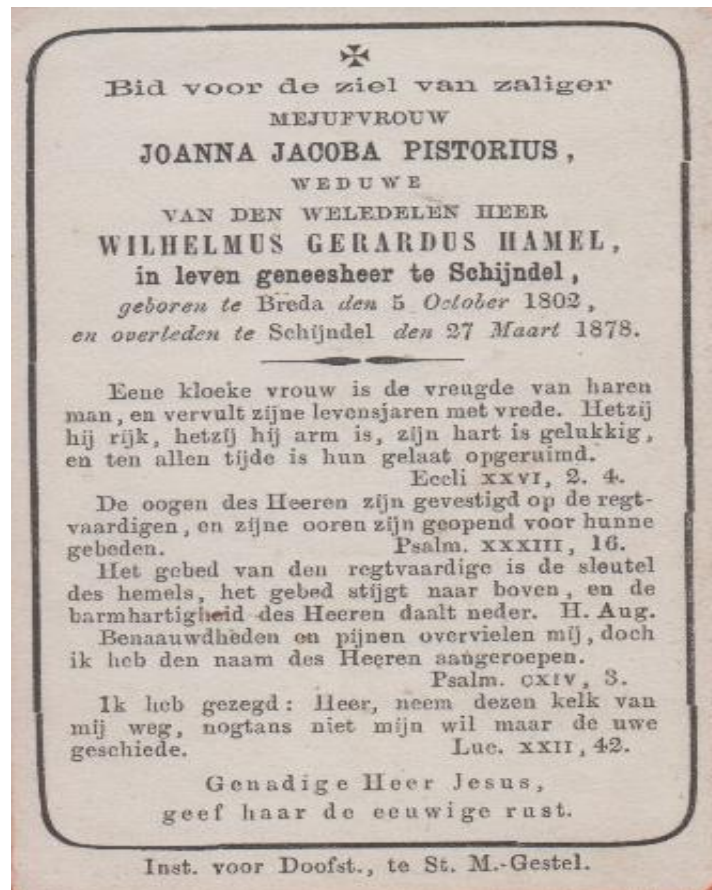 Bid voor de ziel van zaliger
MEJUFVROUW
JOANNA JACOBA PISTORIUS,
WEDUWE
VAN DEN WELEDELEN HEER
WILHELMUS GERARDUS HAMEL,
in leven geneesheer te Schijndel,
geboren te Breda den 5 October 1802,
en overleden te Schijndel den 27 Maart 1878.
Eene kloeke vrouw is de vreugde van haren
man, en vervult zijne levensjaren met vrede. Hetzij
hij rijk, hetzij hij arm is, zijn hart is gelukkig,
en ten allen tijde is hun gelaat opgeruimd.
Eccli XXVI, 2. 4.
De oogen des Heeren zijn gevestigd op de regt-
vaardigen, en zijne ooren zijn geopend voor hunne
gebeden. Psalm. XXXIII, 16.
Het gebed van den regtvaardige is de sleutel
des hemels, het gebed stijgt naar boven, en de
barmhartigheid des Heeren daalt neder. H. Aug.
Benaauwdheden en pijnen overvielen mij, doch
ik heb den naam des Heeren aangeroepen.
Psalm. CXIV, 3.
Ik heb gezegd: Heer, neem dezen kelk van
mij weg, nogtans niet mijn wil maar de uwe
geschiede. Luc. XXII, 42.
Genadige Heer Jesus,
geef haar de eeuwige rust.
Inst. voor Doofst., te St. M.-Gestel.